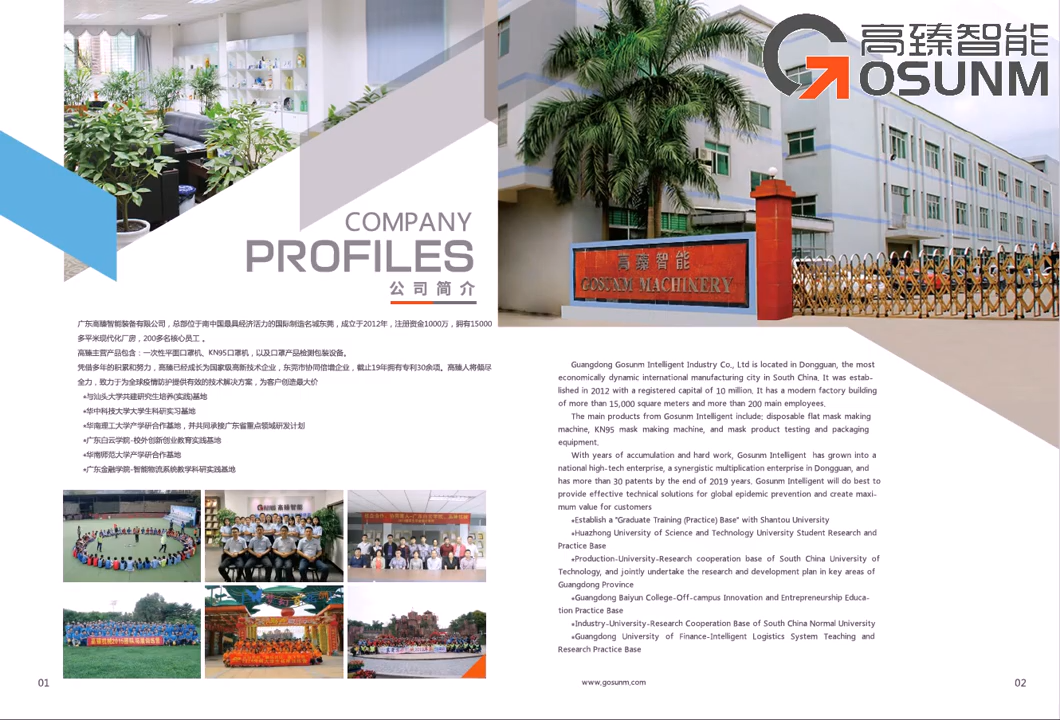 高臻智能
GOSUNM
高臻智能
GOSUNM MACHINERY
COMPANY
PROFILES
公司简介
广东高臻智能装备有限公司，总部位于南中国最具经济活力的国际制造名城东莞，成立于2012年，注册资金1000万，拥有15000
多平米现代化厂房，200多名核心员工 。
高臻主营产品包含：一次性平面口罩机、KN95口罩机，以及口罩产品检测包装设备。
凭借多年的积累和努力，高臻已经成长为国家级高新技术企业，东莞市协同倍增企业，截止19年拥有专利30余项。高臻人将倾尽
全力，致力于为全球疫情防护提供有效的技术解决方案，为客户创造最大价
*与汕头大学共建研究生培养(实践)基地
*华中科技大学大学生科研实习基地
*华南理工大学产学研合作基地，并共同承接广东省重点领域研发计划
*广东白云学院-校外创新创业教育实践基地
*华南师范大学产学研合作基地
*广东金融学院-智能物流系统教学科研实践基地
高臻智能
01
Guangdong Gosunm Intelligent Industry Co., Ltd is located in Dongguan, the most
economically dynamic international manufacturing city in South China. It was estab-
lished in 2012 with a registered capital of 10 million. It has a modern factory building
of more than 15,000 square meters and more than 200 main employees.
The main products from Gosunm Intelligent include: disposable flat mask making
machine, KN95 mask making machine, and mask product testing and packaging
equipment.
With years of accumulation and hard work, Gosunm Intelligent has grown into a
national high-tech enterprise, a synergistic multiplication enterprise in Dongguan, and
has more than 30 patents by the end of 2019 years. Gosunm Intelligent will do best to
provide effective technical solutions for global epidemic prevention and create maxi-
mum value for customers
*Establish a "Graduate Training (Practice) Base" with Shantou University
*Huazhong University of Science and Technology University Student Research and
Practice Base
*Production-University-Research cooperation base of South China University of
Technology, and jointly undertake the research and development plan in key areas of
Guangdong Province
*Guangdong Baiyun College-Off-campus Innovation and Entrepreneurship Educa-
tion Practice Base
*Industry-University-Research Cooperation Base of South China Normal University
*Guangdong University of Finance-Intelligent Logistics System Teaching and
Research Practice Base
www.gosunm.com
02